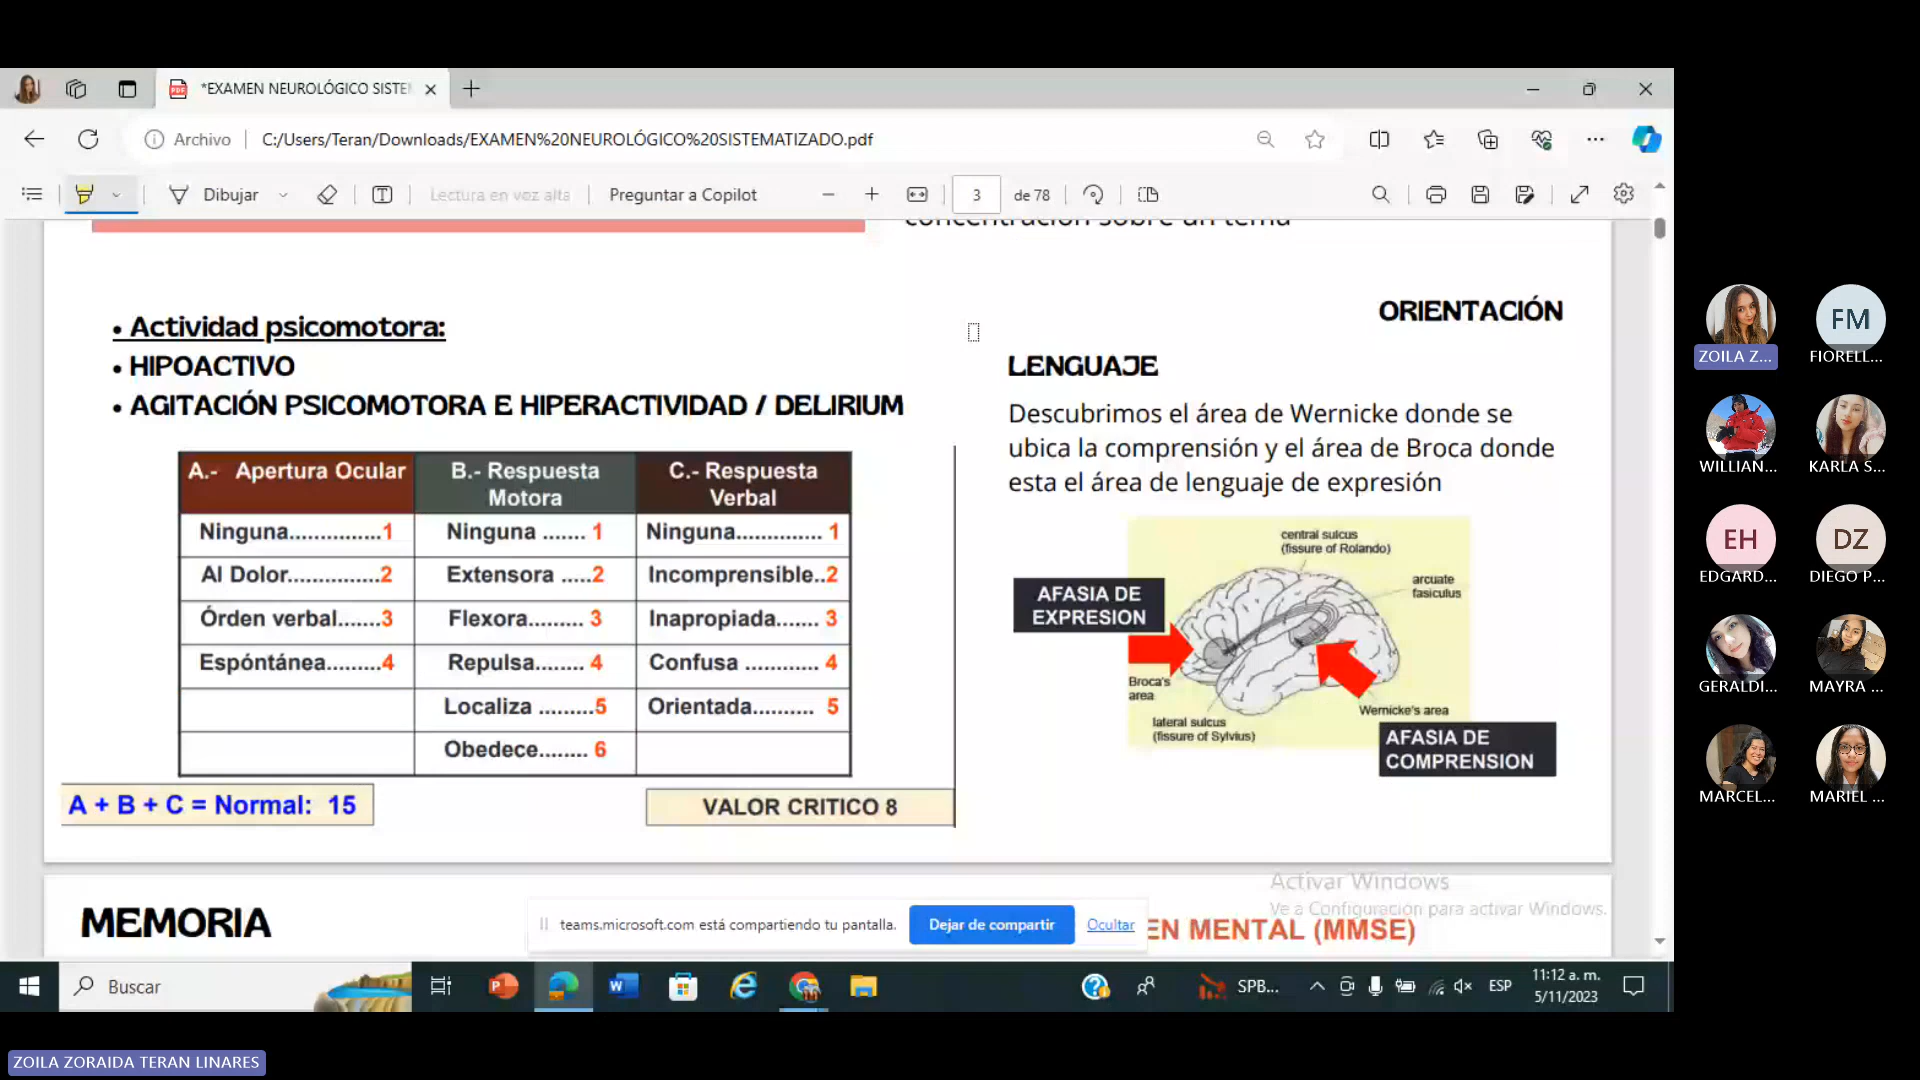 *EXAMEN NEUROLÓGICO SISTEM
Archivo
C:/Users/Teran/Downloads/EXAMEN%20NEUROLÓGICO%20SISTEMATIZADO.pdf
Dibujar
Lectura en voz alta
Preguntar a Copilot
3
de 78
concentración sobre un tema
• Actividad psicomotora:
• HIPOACTIVO
• AGITACIÓN PSICOMOTORA E HIPERACTIVIDAD / DELIRIUM
A.- Apertura Ocular
B.- Respuesta Motora
C.- Respuesta Verbal
Ninguna...............1
Ninguna ....... 1
Ninguna.............. 1
Al Dolor...............2
Extensora .....2
Incomprensible..2
Órden verbal.......3
Flexora......... 3
Inapropiada....... 3
Espóntánea.........4
Repulsa........ 4
Confusa ............ 4
Localiza .........5
Orientada.......... 5
Obedece........ 6
A + B + C = Normal: 15
VALOR CRITICO 8
ORIENTACIÓN
LENGUAJE
Descubrimos el área de Wernicke donde se
ubica la comprensión y el área de Broca donde
esta el área de lenguaje de expresión
central sulcus
(fissure of Rolando)
arcuate
fasciculus
AFASIA DE
EXPRESION
Broca's
area
lateral sulcus
(fissure of Sylvius)
Wernicke's area
AFASIA DE
COMPRENSION
MEMORIA
EN MENTAL (MMSE)
Activar Windows
Ve a Configuración para activar Windows.
teams.microsoft.com está compartiendo tu pantalla.
Dejar de compartir
Ocultar
Buscar
SPB...
ESP
11:12 a. m.
5/11/2023
ZOILA Z...
FM
FIORELL...
WILLIAN...
KARLA S...
EH
EDGARD...
DZ
DIEGO P...
GERALDI...
MAYRA ...
MARCEL...
MARIEL ...
ZOILA ZORAIDA TERAN LINARES